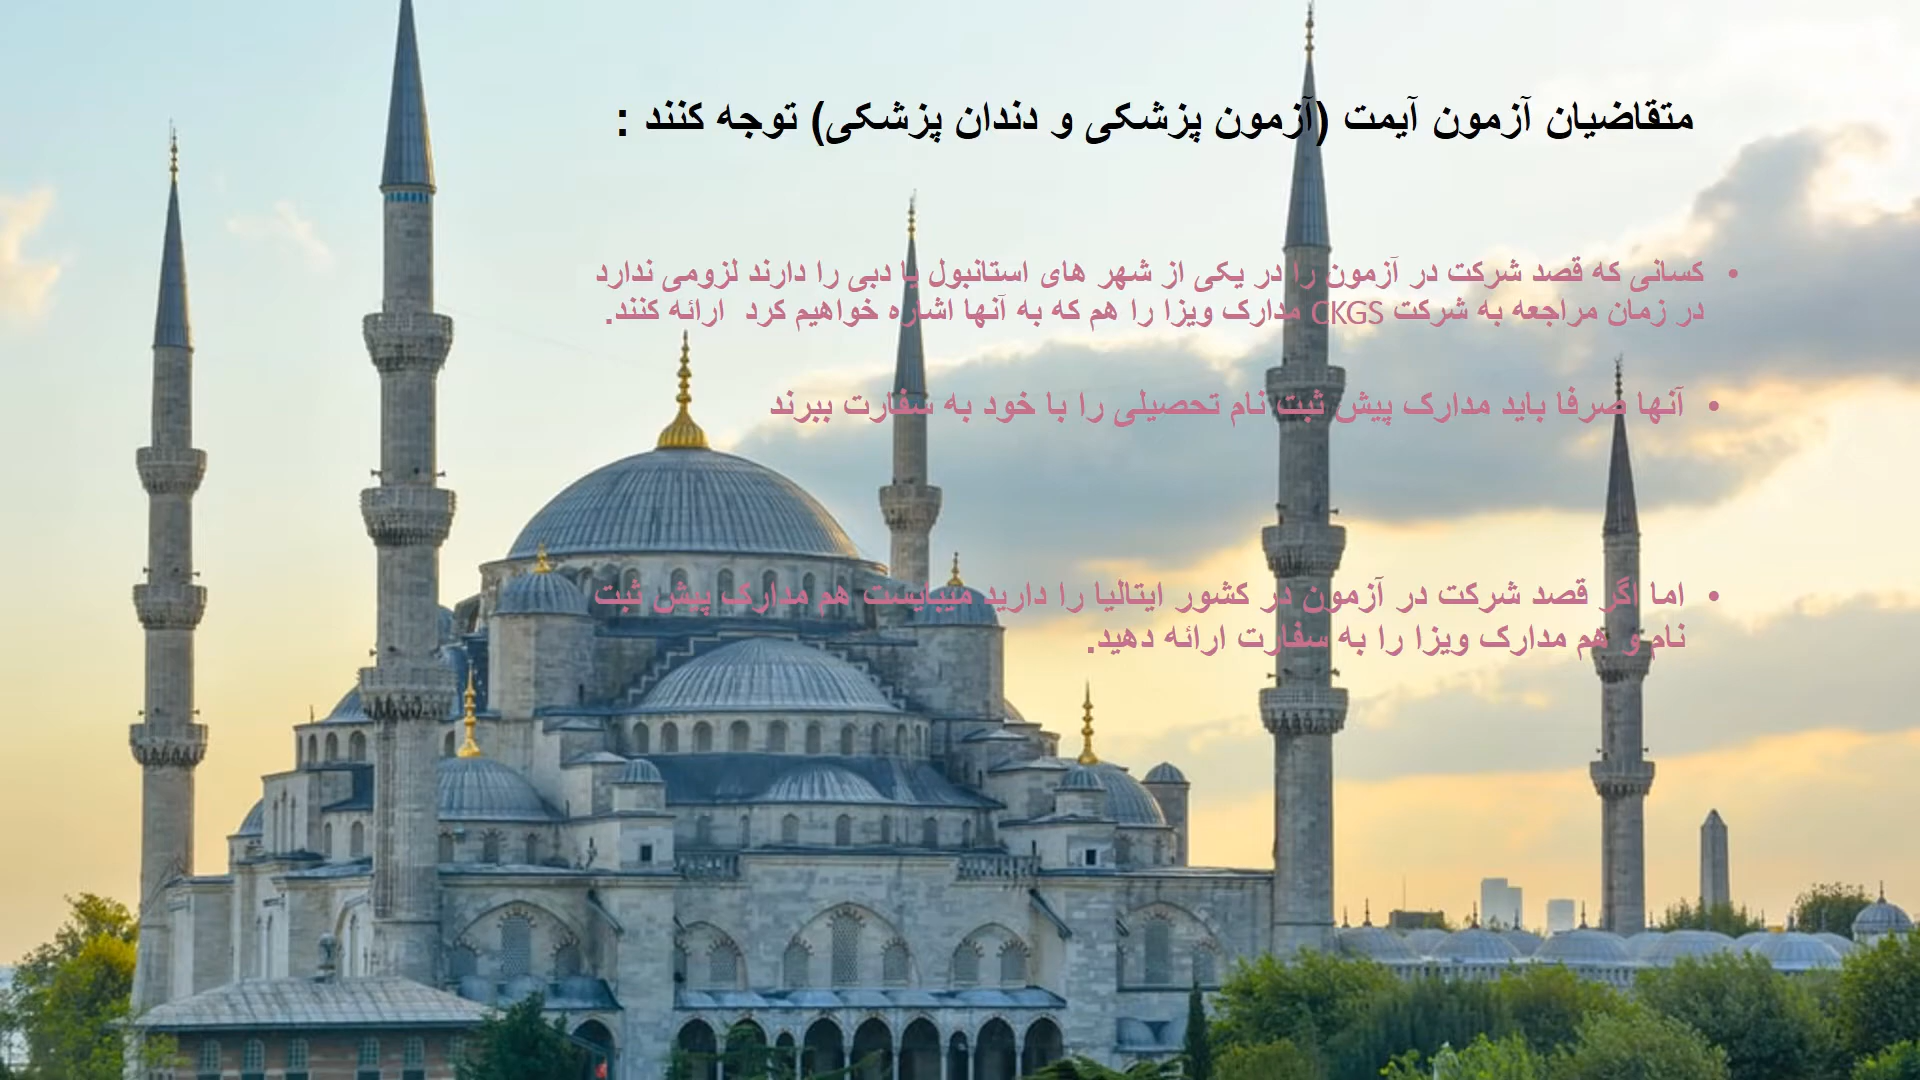 متقاضیان آزمون آیمت (آزمون پزشکی و دندان پزشکی) توجه کنند :
• کسانی که قصد شرکت در آزمون را در یکی از شهر های استانبول یا دبی را دارند لزومی ندارد
در زمان مراجعه به شرکت CKGS مدارک ویزا را هم که به آنها اشاره خواهیم کرد ارائه کنند.
• آنها صرفا باید مدارک پیش ثبت نام تحصیلی را با خود به سفارت ببرند
• اما اگر قصد شرکت در آزمون در کشور ایتالیا را دارید میبایست هم مدارک پیش ثبت
نام و هم مدارک ویزا را به سفارت ارائه دهید.